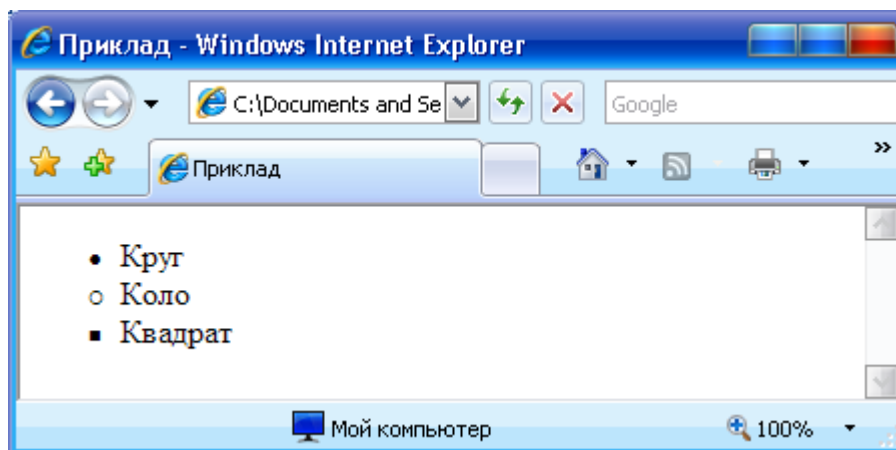 Приклад - Windows Internet Explorer
C:\Documents and Se
Google
Приклад
»
• Круг
○ Коло
▪ Квадрат
Мой компьютер
100%